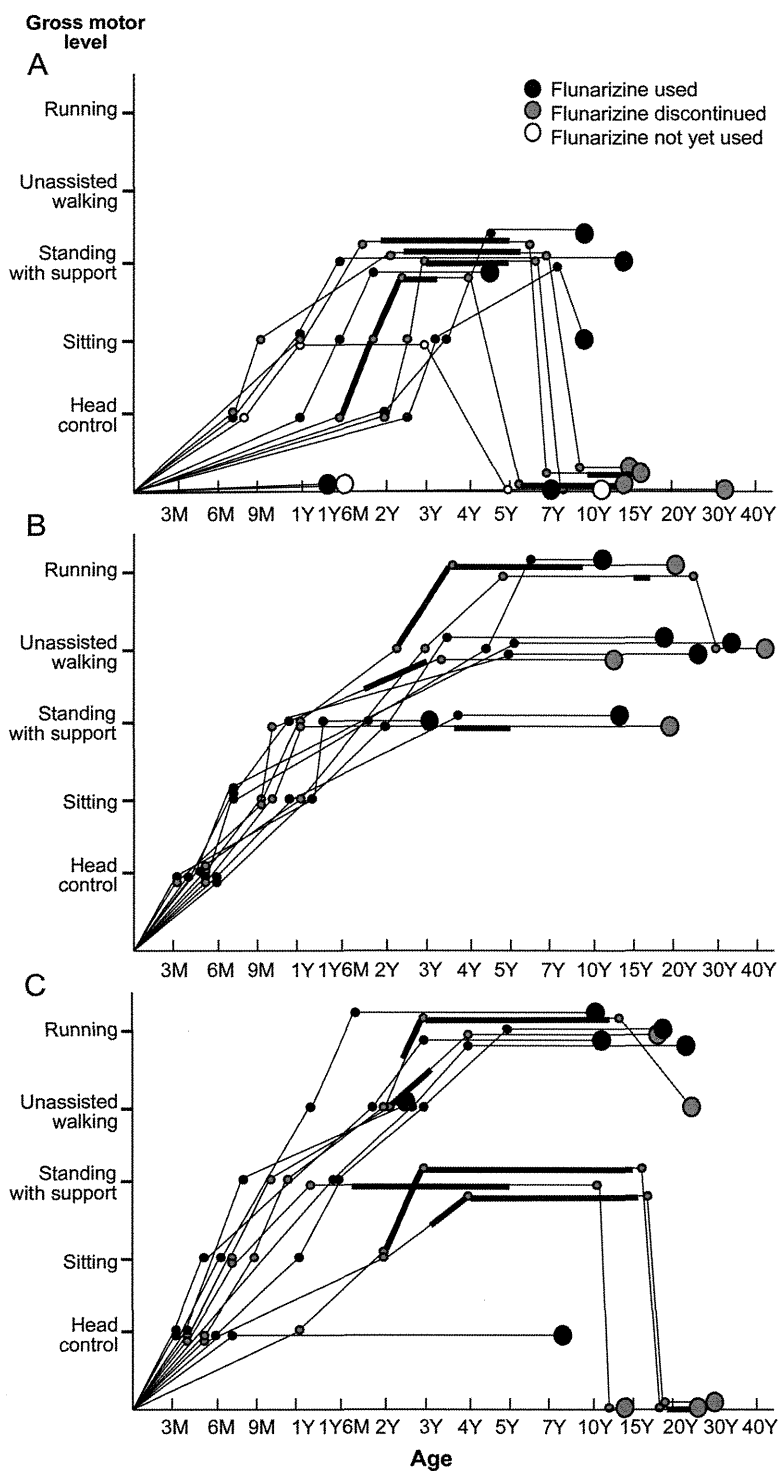 Gross motor
level
A
Flunarizine used
Flunarizine discontinued
Flunarizine not yet used
Running
Unassisted
walking
Standing
with support
Sitting
Head
control
3M 6M 9M 1Y 1Y6M 2Y 3Y 4Y 5Y 7Y 10Y 15Y 20Y 30Y 40Y
B
Running
Unassisted
walking
Standing
with support
Sitting
Head
control
3M 6M 9M 1Y 1Y6M 2Y 3Y 4Y 5Y 7Y 10Y 15Y 20Y 30Y 40Y
C
Running
Unassisted
walking
Standing
with support
Sitting
Head
control
3M 6M 9M 1Y 1Y6M 2Y 3Y 4Y 5Y 7Y 10Y 15Y 20Y 30Y 40Y
Age